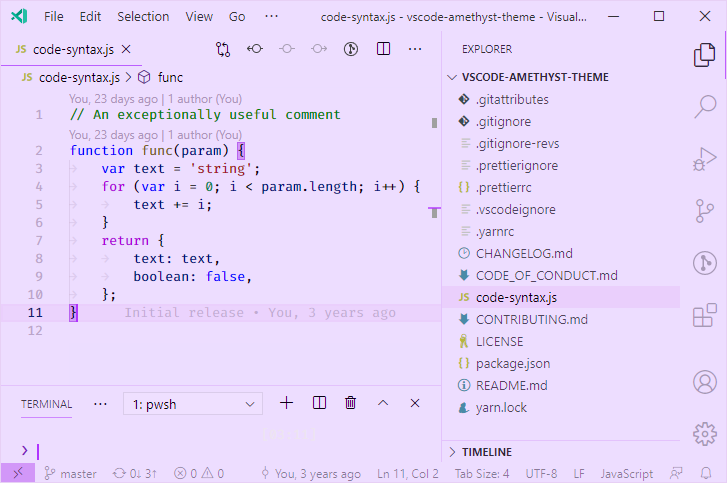 File Edit Selection View Go ··· code-syntax.js - vscode-amethyst-theme - Visual...
JS code-syntax.js
JS code-syntax.js > func
You, 23 days ago | 1 author (You)
1 // An exceptionally useful comment
You, 23 days ago | 1 author (You)
2 function func(param) {
3 var text = 'string';
4 for (var i = 0; i < param.length; i++) {
5 text += i;
6 }
7 return {
8 text: text,
9 boolean: false,
10 };
11 } Initial release • You, 3 years ago
12
TERMINAL ··· 1: pwsh
>
EXPLORER
VSCODE-AMETHYST-THEME
.gitattributes
.gitignore
.gitignore-revs
.prettierignore
{ } .prettierrc
.vscodeignore
.yarnrc
CHANGELOG.md
CODE_OF_CONDUCT.md
JS code-syntax.js
CONTRIBUTING.md
LICENSE
{ } package.json
README.md
yarn.lock
TIMELINE
master 0↓ 3↑ 0 0 You, 3 years ago Ln 11, Col 2 Tab Size: 4 UTF-8 LF JavaScript